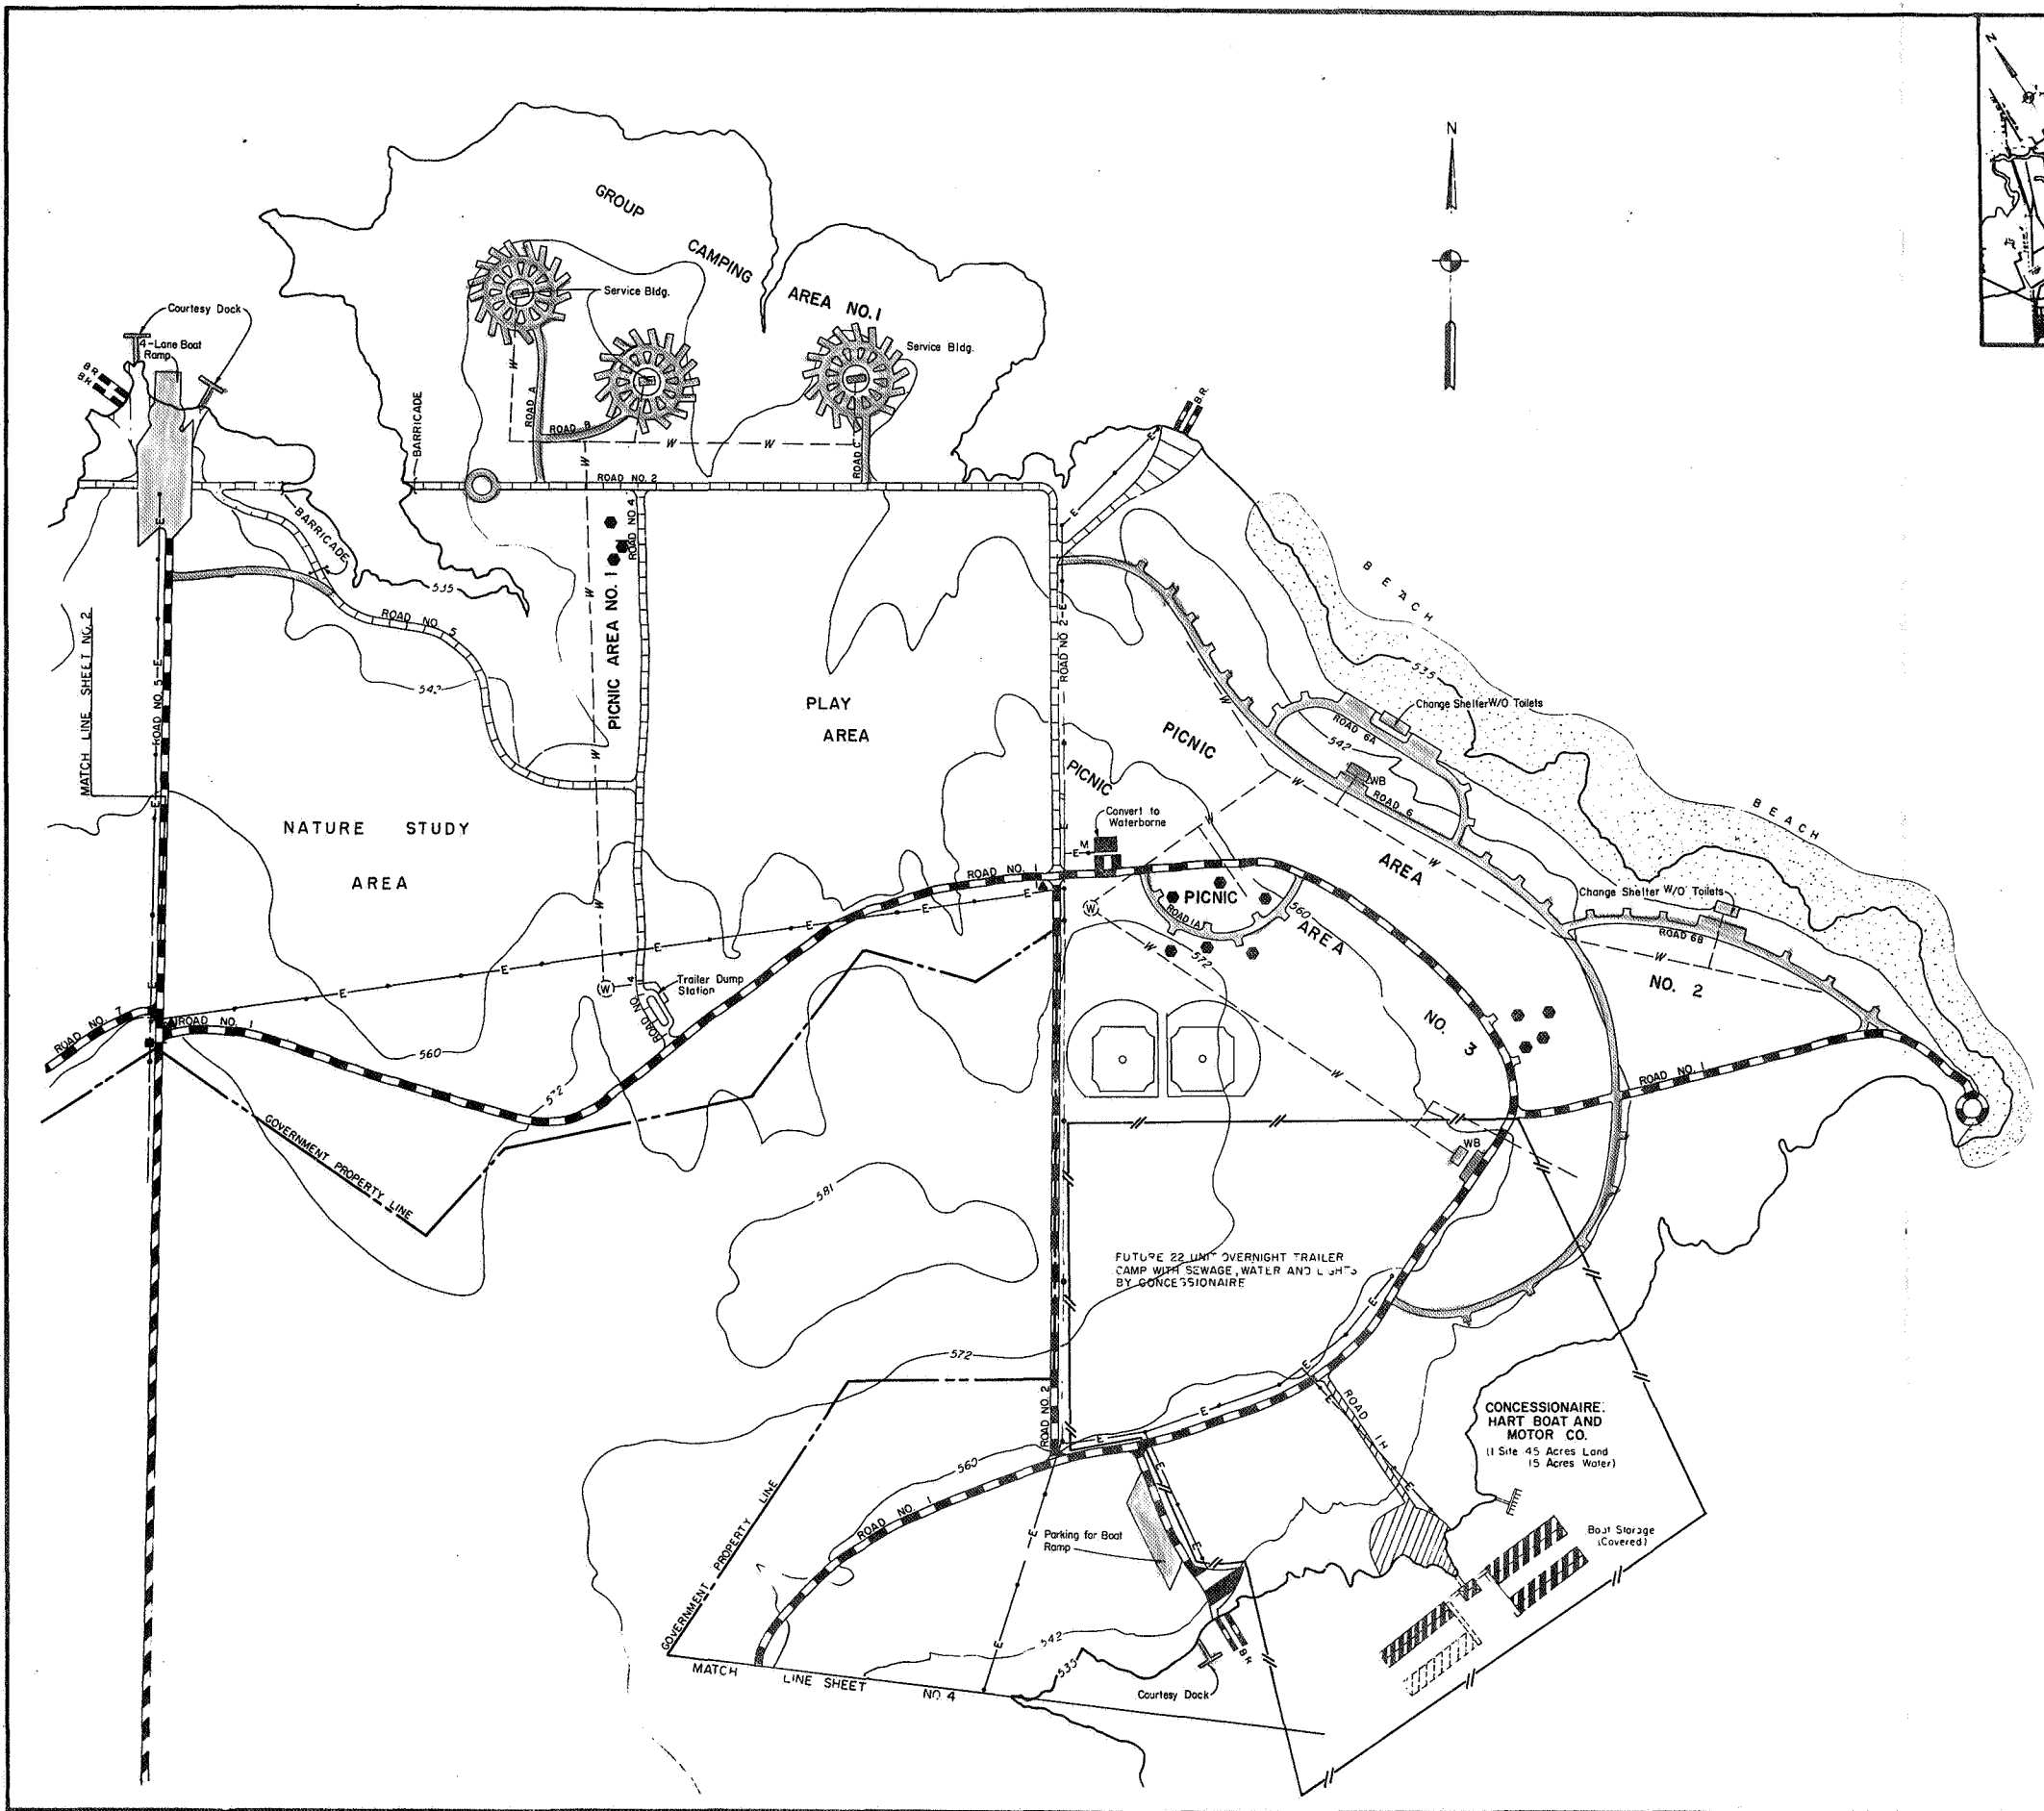 N
GROUP
CAMPING
AREA NO. 1
Service Bldg.
Service Bldg.
Courtesy Dock
4-Lane Boat
Ramp
BR
BR
B.R.
BARRICADE
ROAD A
ROAD B
ROAD C
W
W
W
W
ROAD NO. 2
BARRICADE
ROAD NO. 4
PICNIC AREA NO. 1
535
ROAD NO. 5
542
MATCH LINE SHEET NO. 2
ROAD NO. 5
E
ROAD NO. 2
E
BEACH
535
PLAY
AREA
PICNIC
PICNIC
Change Shelter W/O Toilets
ROAD 6A
542
WB
ROAD 6
BEACH
NATURE STUDY
AREA
Convert to
Waterborne
M
E
ROAD NO. 1
AREA
PICNIC
ROAD 1A
560
AREA
572
Change Shelter W/O Toilets
ROAD 6B
NO. 2
Trailer Dump
Station
ROAD NO. 4
W
W
NO. 3
ROAD NO. 7
ROAD NO. 1
560
572
ROAD NO. 1
GOVERNMENT PROPERTY LINE
WB
581
FUTURE 22 UNIT OVERNIGHT TRAILER
CAMP WITH SEWAGE, WATER AND LIGHTS
BY CONCESSIONAIRE
572
ROAD NO. 2
ROAD 1H
CONCESSIONAIRE:
HART BOAT AND
MOTOR CO.
(1 Site 45 Acres Land
15 Acres Water)
560
ROAD NO. 1
GOVERNMENT PROPERTY LINE
Parking for Boat
Ramp
Boat Storage
(Covered)
542
535
BR
MATCH LINE SHEET NO. 4
Courtesy Dock